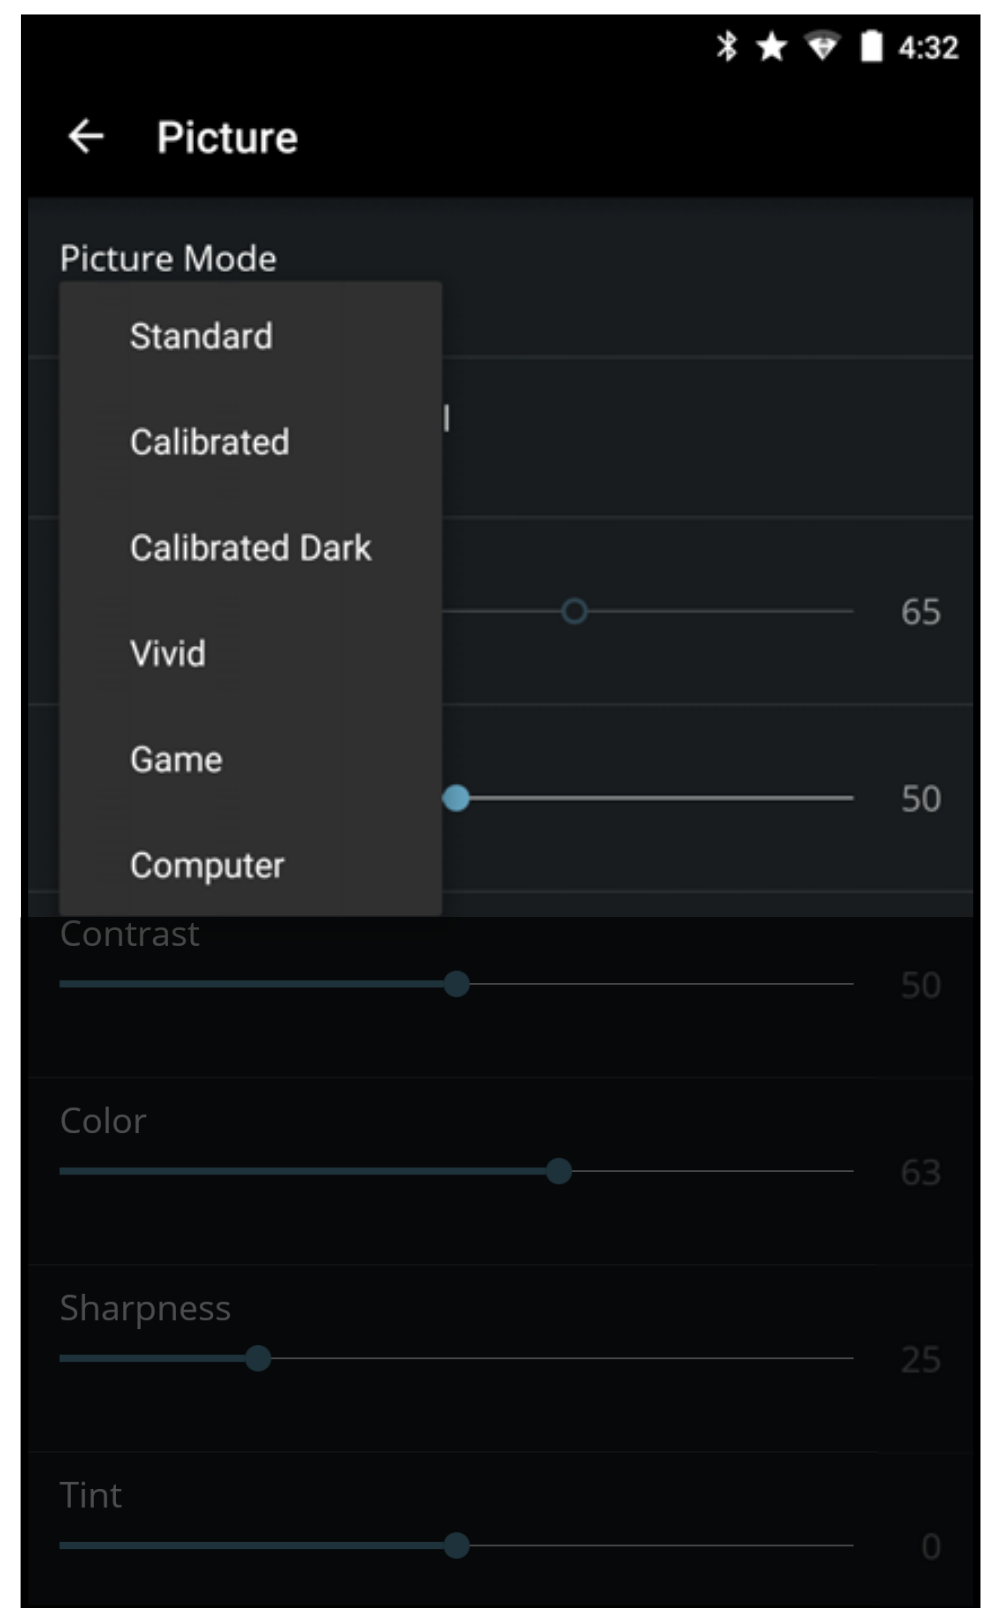 4:32
Picture
Picture Mode
Standard
Calibrated
Calibrated Dark
65
Vivid
Game
50
Computer
Contrast
50
Color
63
Sharpness
25
Tint
0